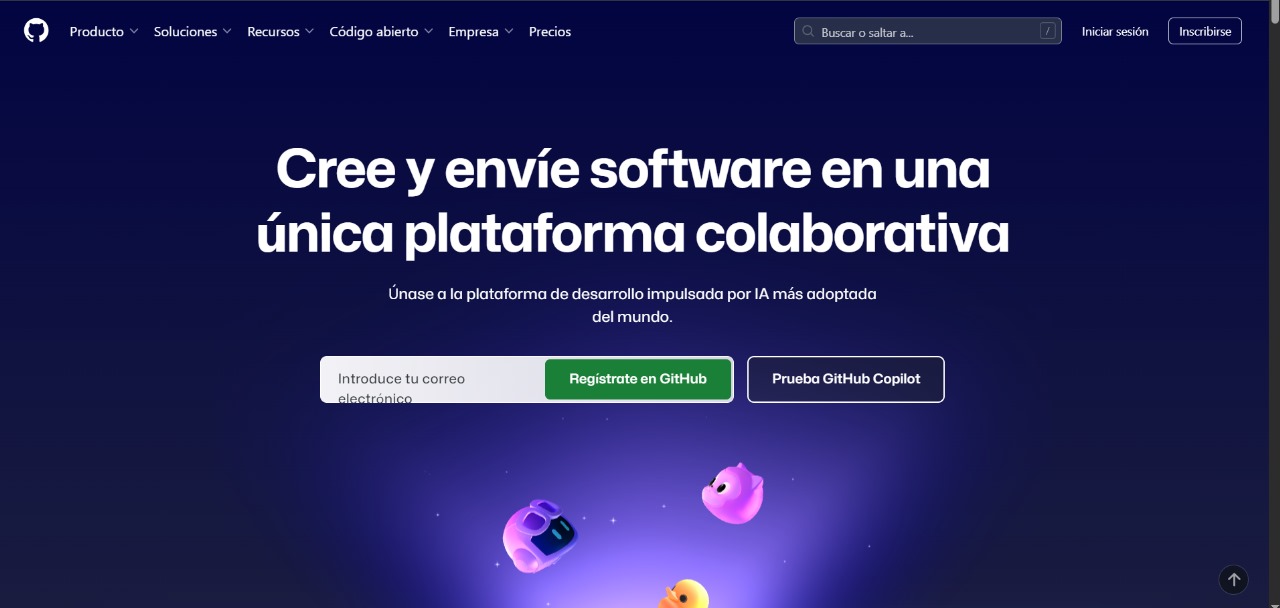 Producto Soluciones Recursos Código abierto Empresa Precios Buscar o saltar a... / Iniciar sesión Inscribirse
Cree y envíe software en una
única plataforma colaborativa
Únase a la plataforma de desarrollo impulsada por IA más adoptada
del mundo.
Introduce tu correo
electrónico
Regístrate en GitHub
Prueba GitHub Copilot